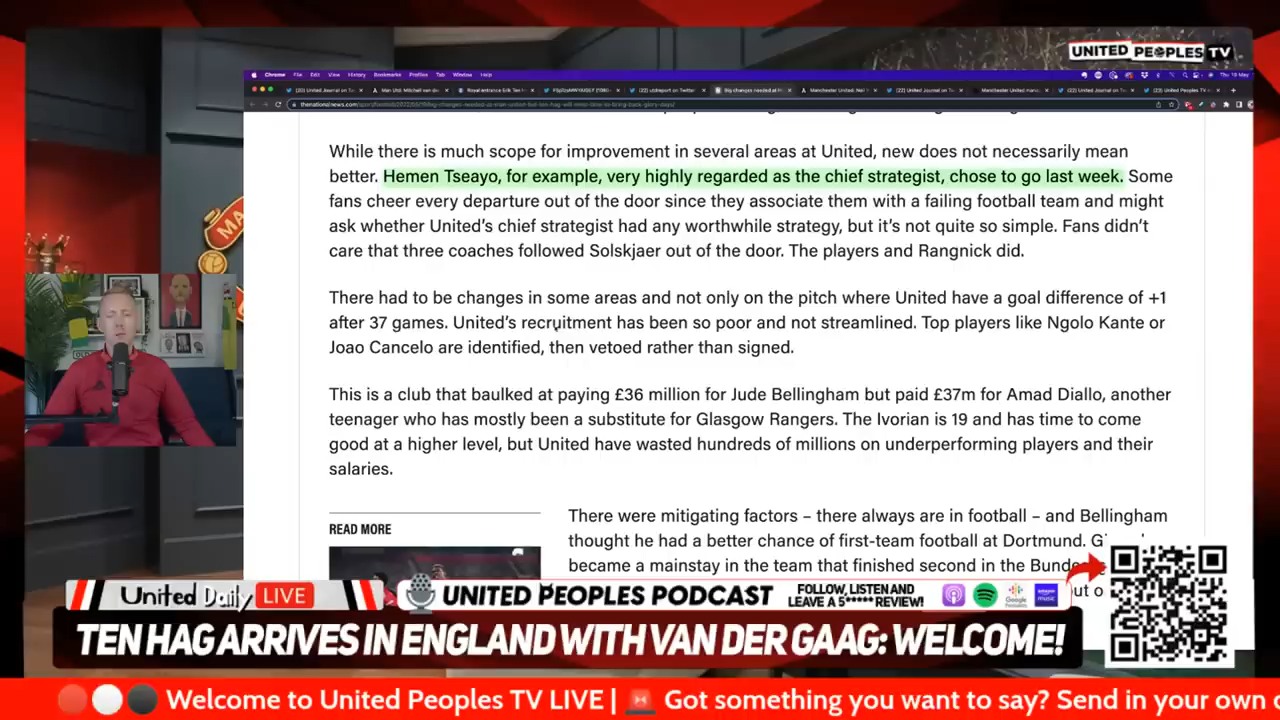 UNITED PEOPLES TV
Chrome File Edit View History Bookmarks Profiles Tab Window Help
While there is much scope for improvement in several areas at United, new does not necessarily mean
better. Hemen Tseayo, for example, very highly regarded as the chief strategist, chose to go last week. Some
fans cheer every departure out of the door since they associate them with a failing football team and might
ask whether United’s chief strategist had any worthwhile strategy, but it’s not quite so simple. Fans didn’t
care that three coaches followed Solskjaer out of the door. The players and Rangnick did.
There had to be changes in some areas and not only on the pitch where United have a goal difference of +1
after 37 games. United’s recruitment has been so poor and not streamlined. Top players like Ngolo Kante or
Joao Cancelo are identified, then vetoed rather than signed.
This is a club that baulked at paying £36 million for Jude Bellingham but paid £37m for Amad Diallo, another
teenager who has mostly been a substitute for Glasgow Rangers. The Ivorian is 19 and has time to come
good at a higher level, but United have wasted hundreds of millions on underperforming players and their
salaries.
READ MORE
There were mitigating factors – there always are in football – and Bellingham
thought he had a better chance of first-team football at Dortmund.
became a mainstay in the team that finished second in the
United Daily LIVE
UNITED PEOPLES PODCAST
FOLLOW, LISTEN AND
LEAVE A 5***** REVIEW!
TEN HAG ARRIVES IN ENGLAND WITH VAN DER GAAG: WELCOME!
Welcome to United Peoples TV LIVE | Got something you want to say? Send in your own